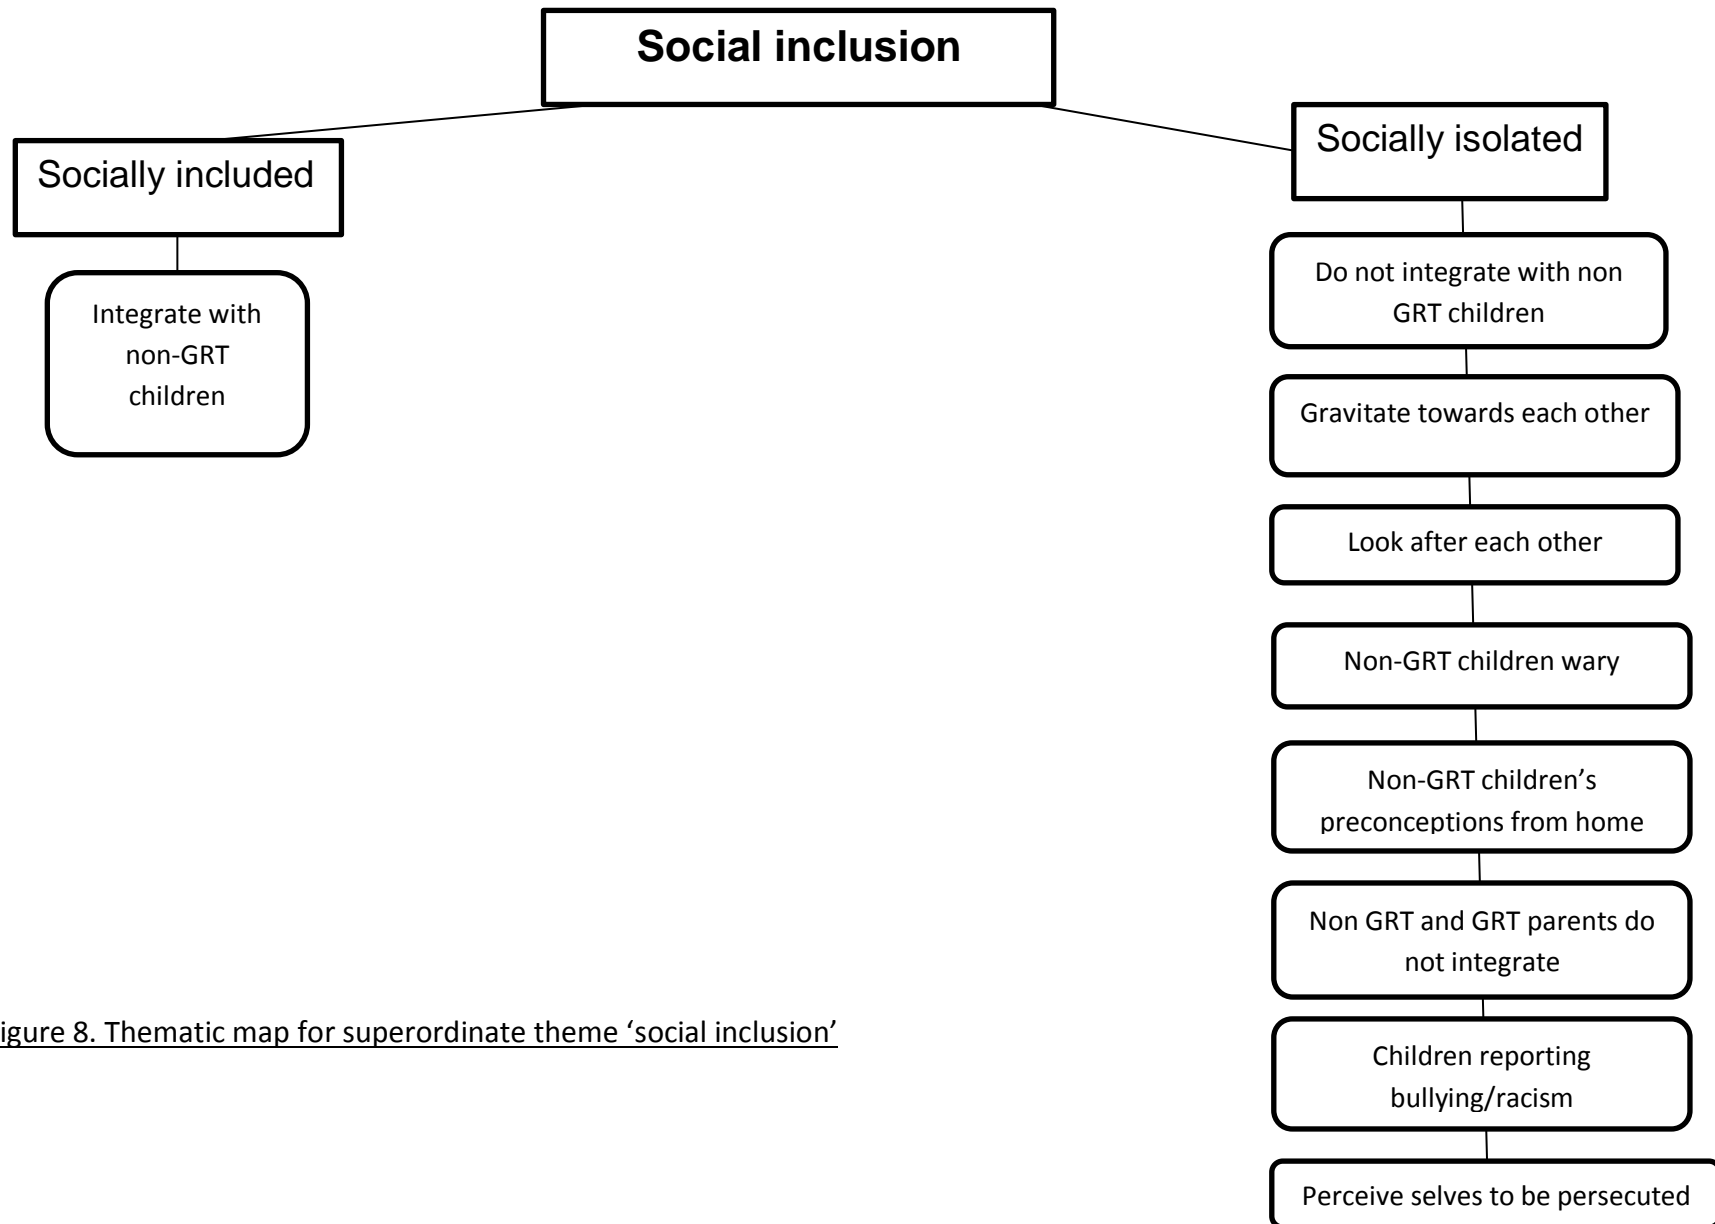 Social inclusion
Socially included
Integrate with
non-GRT
children
Socially isolated
Do not integrate with non
GRT children
Gravitate towards each other
Look after each other
Non-GRT children wary
Non-GRT children’s
preconceptions from home
Non GRT and GRT parents do
not integrate
Children reporting
bullying/racism
Perceive selves to be persecuted
igure 8. Thematic map for superordinate theme ‘social inclusion’